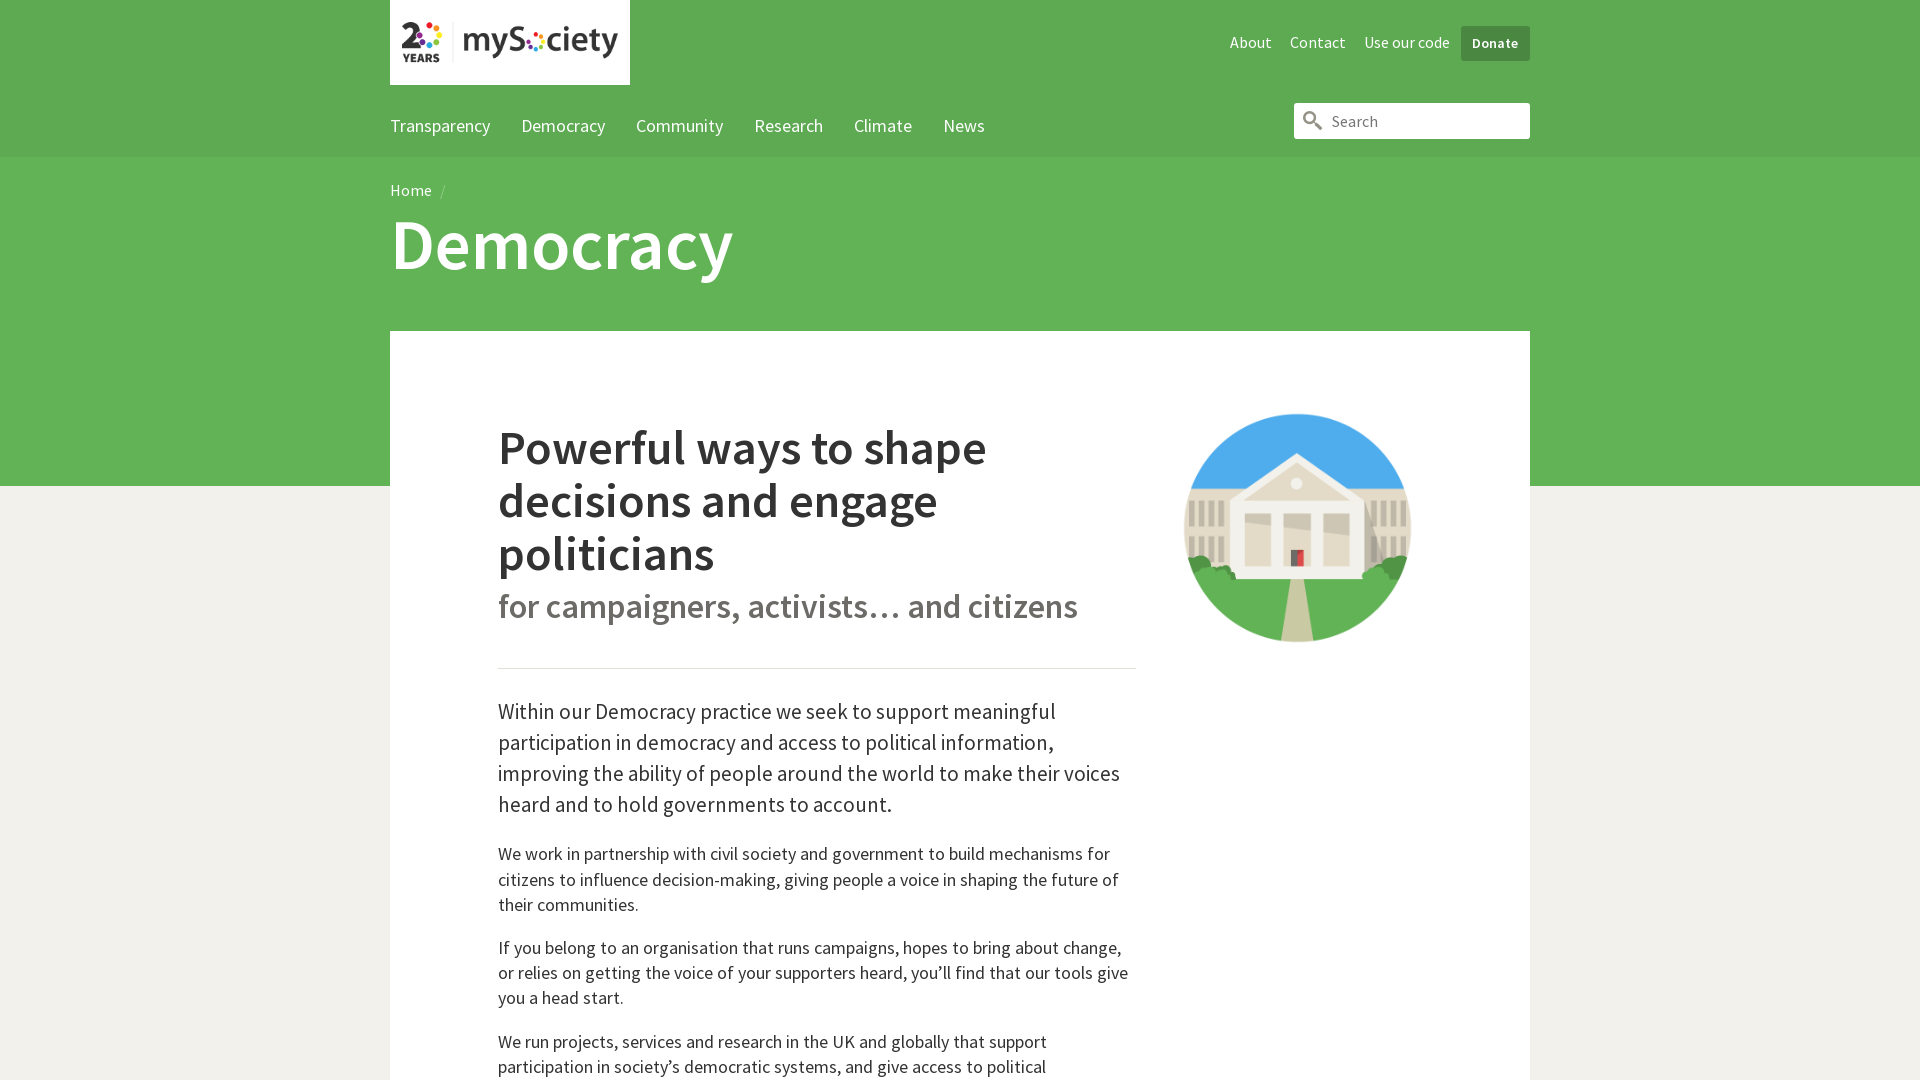 20 YEARS mySociety
About Contact Use our code Donate
Transparency Democracy Community Research Climate News
Search
Home /
Democracy
Powerful ways to shape
decisions and engage
politicians
for campaigners, activists… and citizens
Within our Democracy practice we seek to support meaningful
participation in democracy and access to political information,
improving the ability of people around the world to make their voices
heard and to hold governments to account.
We work in partnership with civil society and government to build mechanisms for
citizens to influence decision-making, giving people a voice in shaping the future of
their communities.
If you belong to an organisation that runs campaigns, hopes to bring about change,
or relies on getting the voice of your supporters heard, you’ll find that our tools give
you a head start.
We run projects, services and research in the UK and globally that support
participation in society’s democratic systems, and give access to political